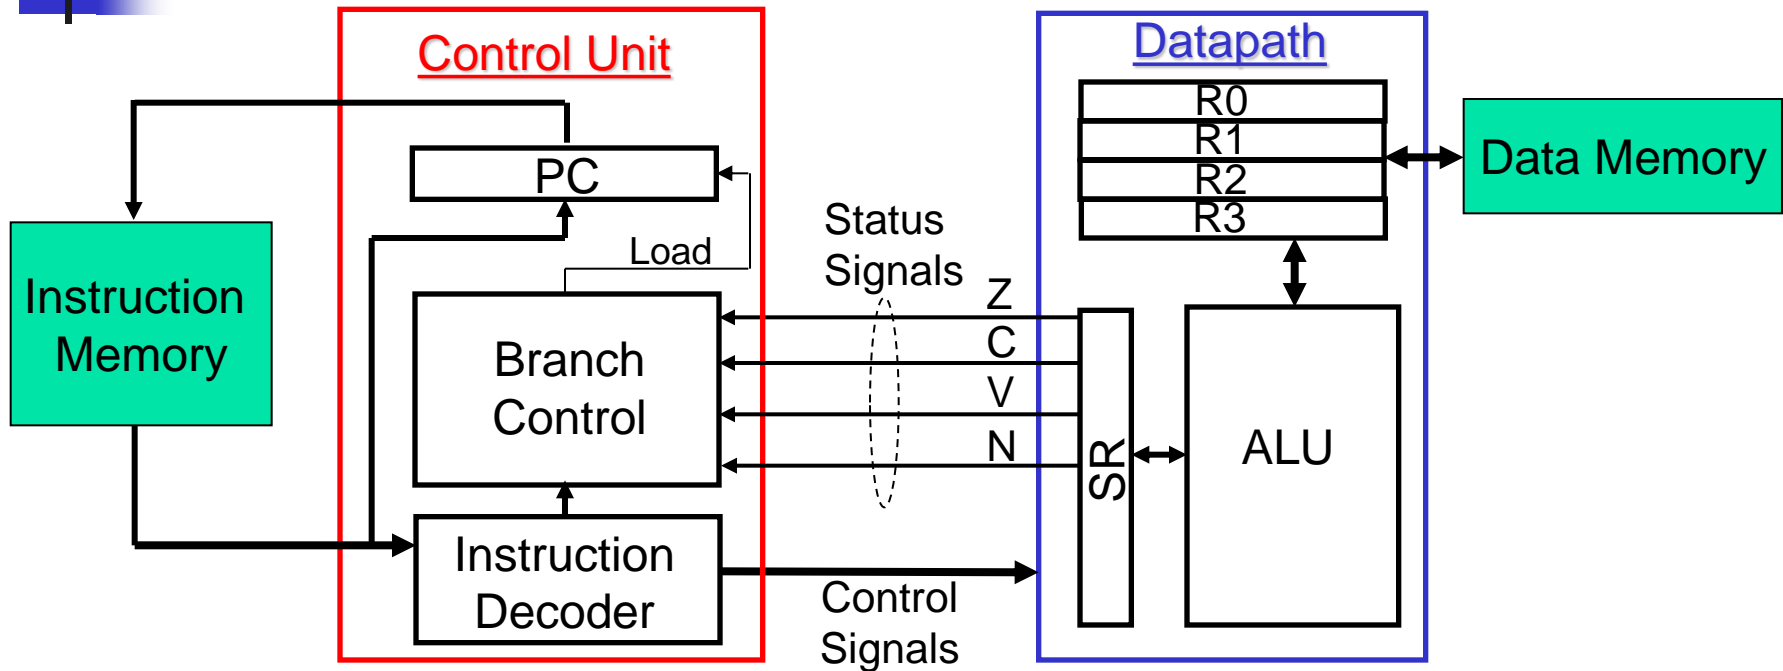 Control Unit
PC
Load
Branch
Control
Instruction
Decoder
Instruction
Memory
Status
Signals
Z
C
V
N
Control
Signals
Datapath
R0
R1
R2
R3
SR
ALU
Data Memory